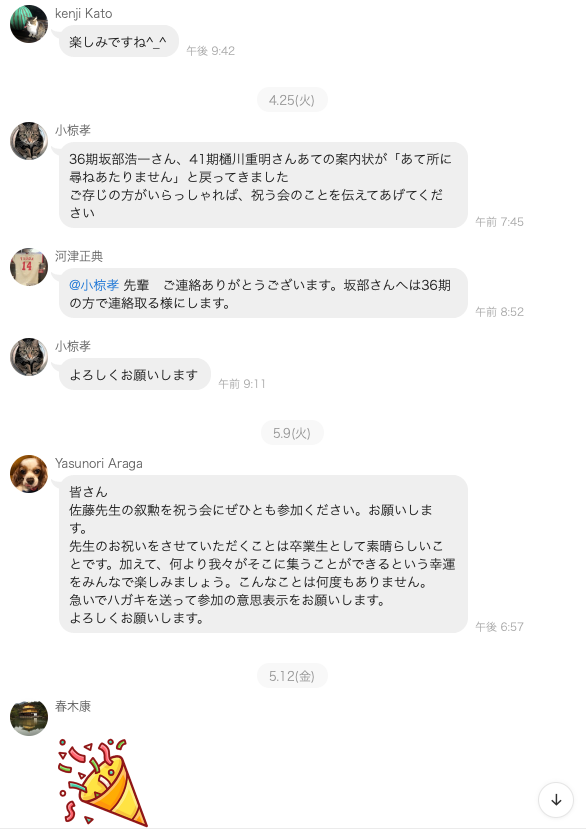 kenji Kato
楽しみですね^_^
午後 9:42
4.25(火)
小椋孝
36期坂部浩一さん、41期樋川重明さんあての案内状が「あて所に
尋ねあたりません」と戻ってきました
ご存じの方がいらっしゃれば、祝う会のことを伝えてあげてくだ
さい
午前 7:45
河津正典
@小椋孝 先輩　ご連絡ありがとうございます。坂部さんへは36期
の方で連絡取る様にします。
午前 8:52
小椋孝
よろしくお願いします
午前 9:11
5.9(火)
Yasunori Araga
皆さん
佐藤先生の叙勲を祝う会にぜひとも参加ください。お願いしま
す。
先生のお祝いをさせていただくことは卒業生として素晴らしいこ
とです。加えて、何より我々がそこに集うことができるという幸運
をみんなで楽しみましょう。こんなことは何度もありません。
急いでハガキを送って参加の意思表示をお願いします。
よろしくお願いします。
午後 6:57
5.12(金)
春木康